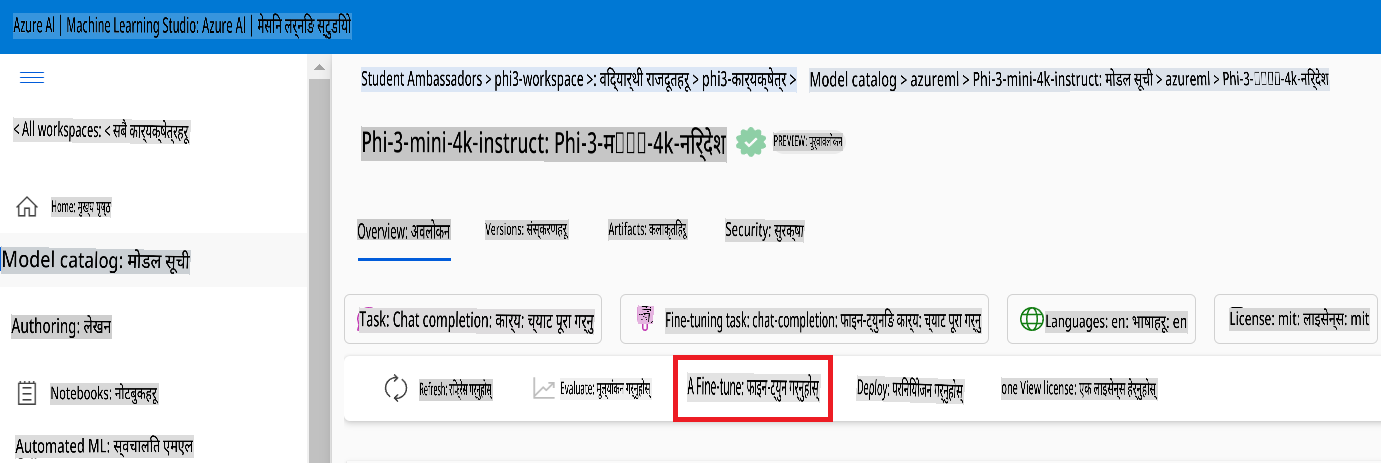 Azure Al | Machine Learning Studio: Azure Al | मेसिन लर्निङ स्टुडियो
Student Ambassadors > phi3-workspace >: विद्यार्थी राजदूतहरू > phi3-कार्यक्षेत्र > Model catalog > azureml > Phi-3-mini-4k-instruct: मोडल सूची > azureml > Phi-3-□□□-4k-निर्देश
< All workspaces: < सबै कार्यक्षेत्रहरू
Phi-3-mini-4k-instruct: Phi-3-म□□□-4k-निर्देश
PREVIEW: पूर्वावलोकन
Home: मुख्य पृष्ठ
Overview: अवलोकन
Versions: संस्करणहरू
Artifacts: कलाकृतिहरू
Security: सुरक्षा
Model catalog: मोडल सूची
Authoring: लेखन
Task: Chat completion: कार्य: च्याट पूरा गर्नु
Fine-tuning task: chat-completion: फाइन-ट्युनिङ कार्य: च्याट पूरा गर्नु
Languages: en: भाषाहरू: en
License: mit: लाइसेन्स: mit
Notebooks: नोटबुकहरू
Refresh: रिफ्रेस गर्नुहोस्
Evaluate: मूल्यांकन गर्नुहोस्
A Fine-tune: फाइन-ट्युन गर्नुहोस्
Deploy: परिनियोजन गर्नुहोस्
one View license: एक लाइसेन्स हेर्नुहोस्
Automated ML: स्वचालित एमएल